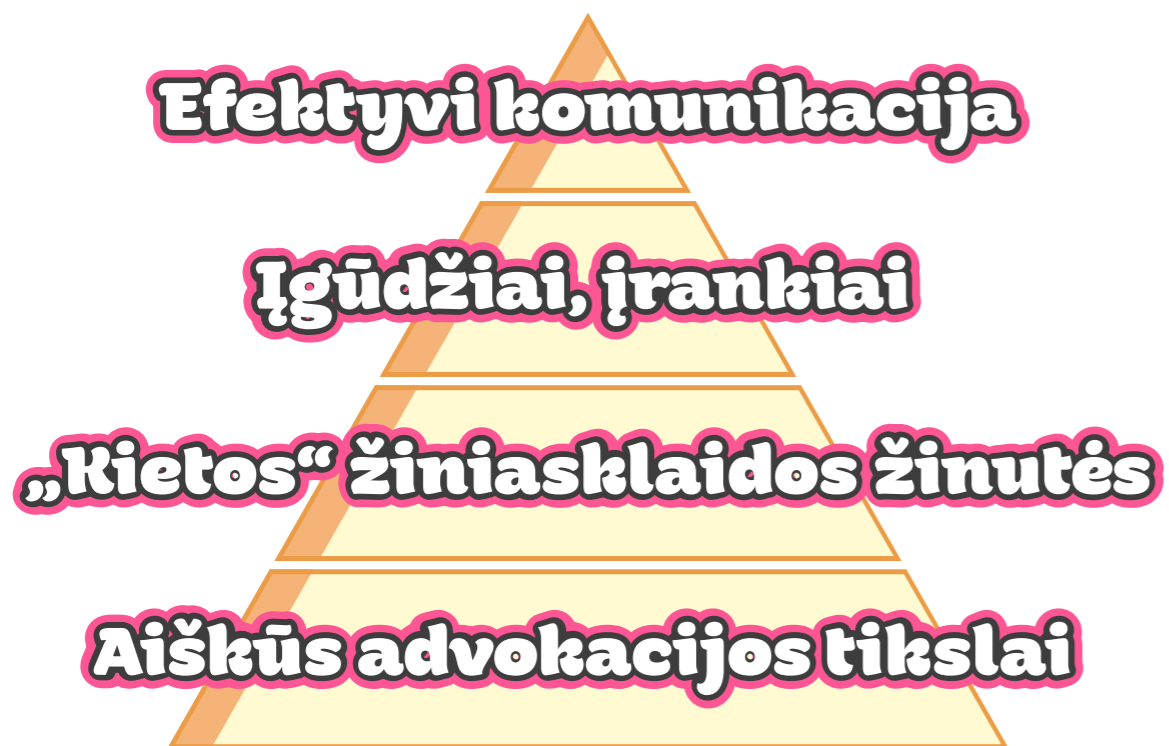 Efektyvi komunikacija
Įgūdžiai, įrankiai
„Kietos“ žiniasklaidos žinutės
Aiškūs advokacijos tikslai